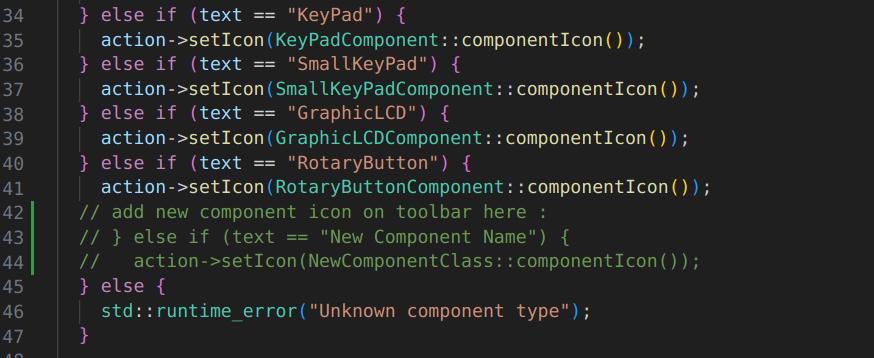 34 } else if (text == "KeyPad") {
35 action->setIcon(KeyPadComponent::componentIcon());
36 } else if (text == "SmallKeyPad") {
37 action->setIcon(SmallKeyPadComponent::componentIcon());
38 } else if (text == "GraphicLCD") {
39 action->setIcon(GraphicLCDComponent::componentIcon());
40 } else if (text == "RotaryButton") {
41 action->setIcon(RotaryButtonComponent::componentIcon());
42 // add new component icon on toolbar here :
43 // } else if (text == "New Component Name") {
44 //   action->setIcon(NewComponentClass::componentIcon());
45 } else {
46 std::runtime_error("Unknown component type");
47 }